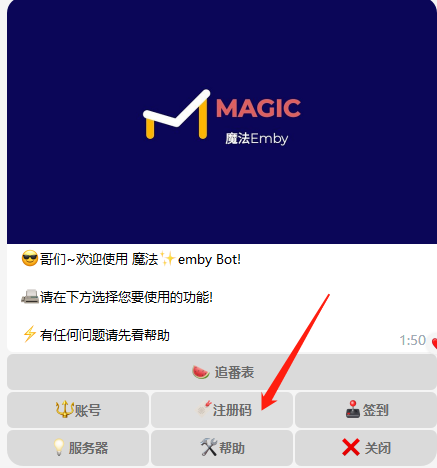 MAGIC
魔法Emby
😎哥们~欢迎使用 魔法✨emby Bot!
📠请在下方选择您要使用的功能!
⚡有任何问题请先看帮助
1:50
🍉 追番表
🔱账号
注册码
🕹️签到
💡服务器
🛠帮助
❌ 关闭